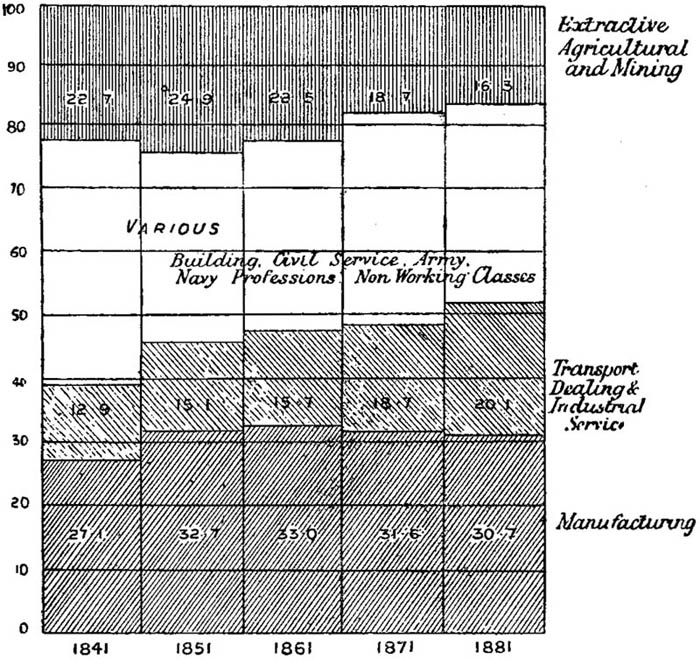 100
Extractive
Agricultural
and Mining
90
22.7 24.9 22.5 18.7 16.3
80
70
VARIOUS
60
Building, Civil Service, Army,
Navy Professions, Non Working Classes
50
Transport
Dealing &
Industrial
Service
40
12.9 15.1 15.7 18.7 20.1
30
20
27.1 32.7 33.0 31.6 30.7
Manufacturing
10
0
1841 1851 1861 1871 1881